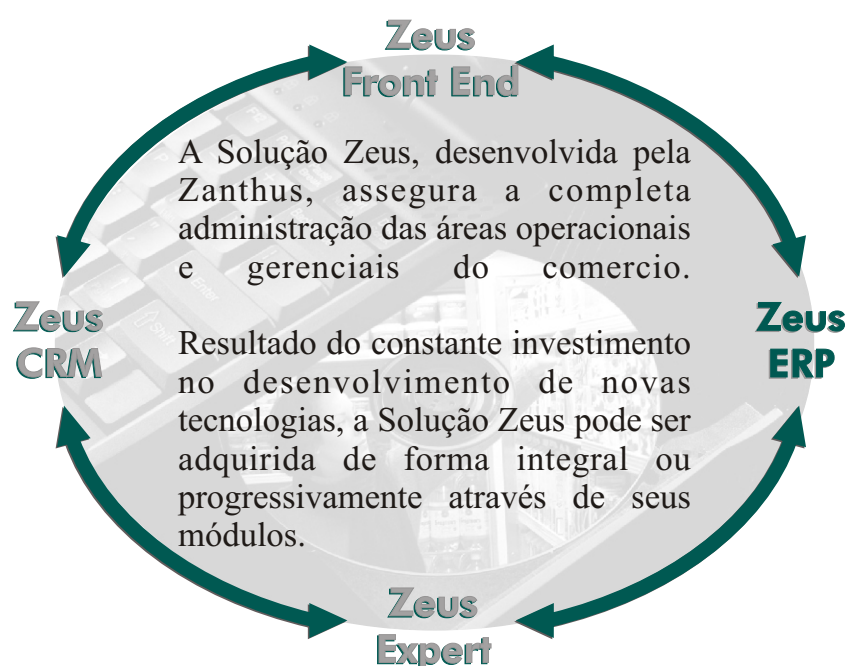 Zeus
Front End
A Solução Zeus, desenvolvida pela
Zanthus, assegura a completa
administração das áreas operacionais
e gerenciais do comercio.
Zeus
CRM
Zeus
ERP
Resultado do constante investimento
no desenvolvimento de novas
tecnologias, a Solução Zeus pode ser
adquirida de forma integral ou
progressivamente através de seus
módulos.
Zeus
Expert